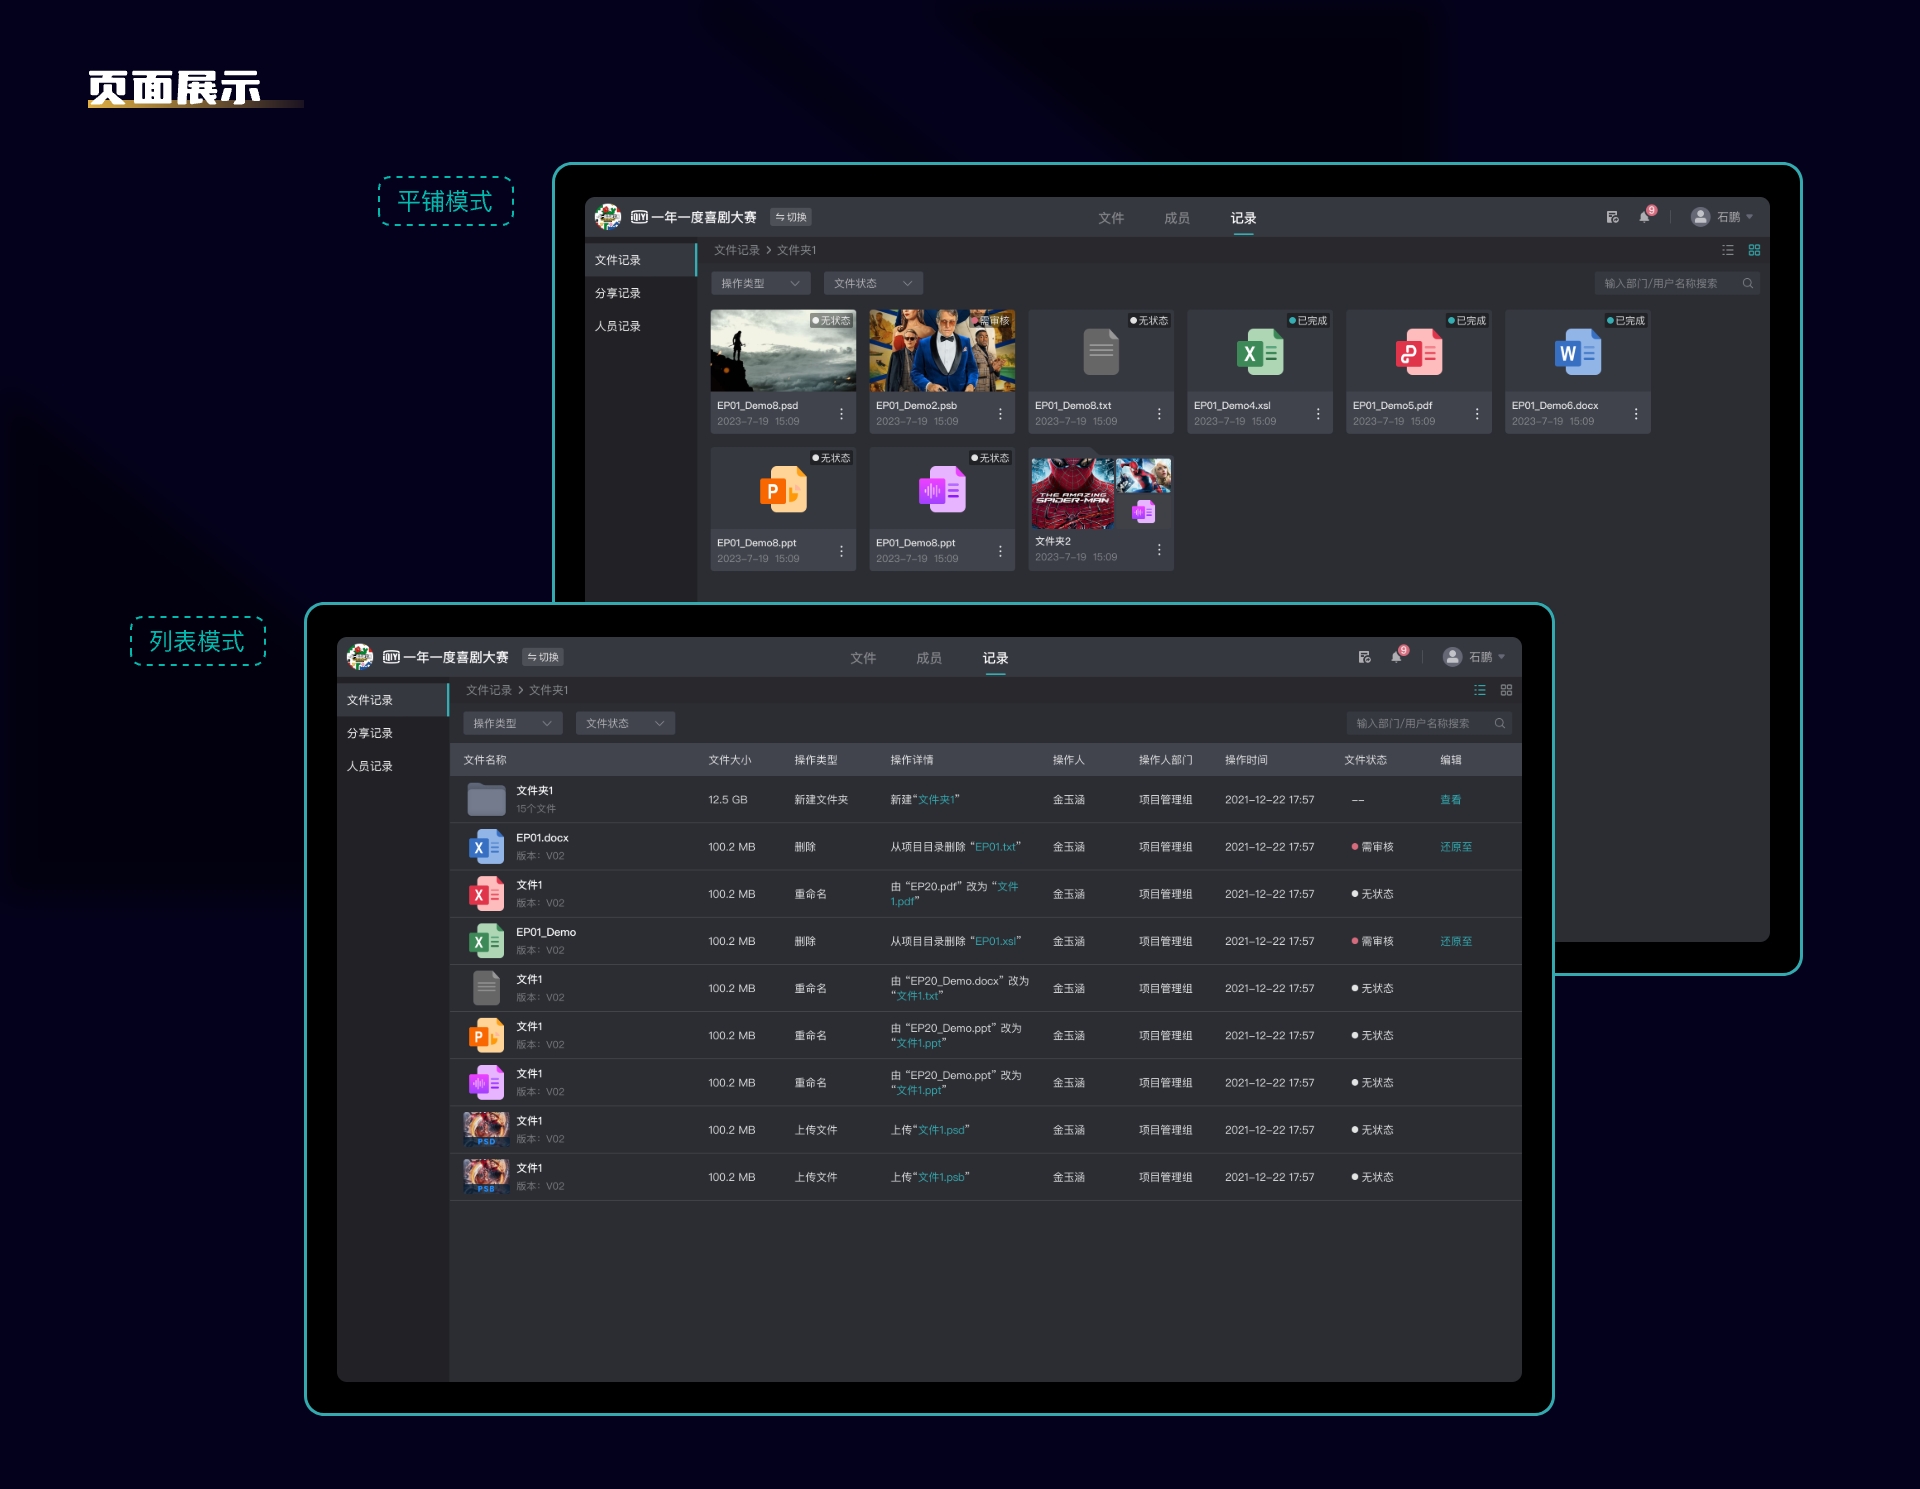 页面展示
平铺模式
iQIYI 一年一度喜剧大赛 切换 文件 成员 记录 9 石鹏
文件记录 分享记录 人员记录
文件记录 > 文件夹1
操作类型 文件状态 输入部门/用户名称搜索
无状态 需审核 无状态 已完成 已完成 已完成
X W
EP01_Demo8.psd EP01_Demo2.psb EP01_Demo8.txt EP01_Demo4.xsl EP01_Demo5.pdf EP01_Demo6.docx
2023-7-19 15:09 2023-7-19 15:09 2023-7-19 15:09 2023-7-19 15:09 2023-7-19 15:09 2023-7-19 15:09
无状态 无状态
P THE AMAZING
SPIDER-MAN
EP01_Demo8.ppt EP01_Demo8.ppt 文件夹2
2023-7-19 15:09 2023-7-19 15:09 2023-7-19 15:09
列表模式
iQIYI 一年一度喜剧大赛 切换 文件 成员 记录 9 石鹏
文件记录 分享记录 人员记录
文件记录 > 文件夹1
操作类型 文件状态 输入部门/用户名称搜索
文件名称 文件大小 操作类型 操作详情 操作人 操作人部门 操作时间 文件状态 编辑
文件夹1 15个文件 12.5 GB 新建文件夹 新建“文件夹1” 金玉涵 项目管理组 2021-12-22 17:57 -- 查看
X EP01.docx 版本：V02 100.2 MB 删除 从项目目录删除 “EP01.txt” 金玉涵 项目管理组 2021-12-22 17:57 需审核 还原至
X 文件1 版本：V02 100.2 MB 重命名 由 “EP20.pdf” 改为 “文件1.pdf” 金玉涵 项目管理组 2021-12-22 17:57 无状态
X EP01_Demo 版本：V02 100.2 MB 删除 从项目目录删除 “EP01.xsl” 金玉涵 项目管理组 2021-12-22 17:57 需审核 还原至
文件1 版本：V02 100.2 MB 重命名 由 “EP20_Demo.docx” 改为 “文件1.txt” 金玉涵 项目管理组 2021-12-22 17:57 无状态
P 文件1 版本：V02 100.2 MB 重命名 由 “EP20_Demo.ppt” 改为 “文件1.ppt” 金玉涵 项目管理组 2021-12-22 17:57 无状态
文件1 版本：V02 100.2 MB 重命名 由 “EP20_Demo.ppt” 改为 “文件1.ppt” 金玉涵 项目管理组 2021-12-22 17:57 无状态
PSD 文件1 版本：V02 100.2 MB 上传文件 上传“文件1.psd” 金玉涵 项目管理组 2021-12-22 17:57 无状态
PSB 文件1 版本：V02 100.2 MB 上传文件 上传“文件1.psb” 金玉涵 项目管理组 2021-12-22 17:57 无状态